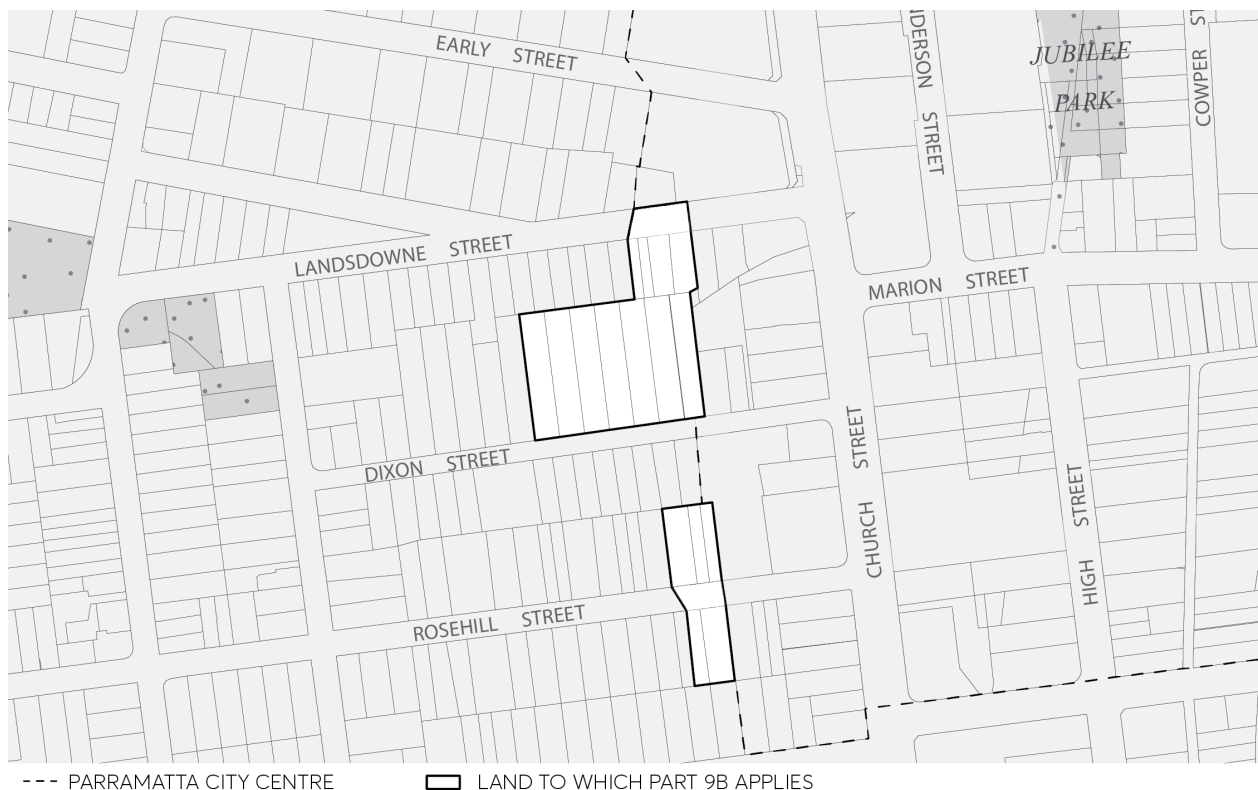 EARLY STREET
NDERSON STREET
JUBILEE
PARK
COWPER ST
LANDSDOWNE STREET
MARION STREET
DIXON STREET
CHURCH STREET
HIGH STREET
ROSEHILL STREET
PARRAMATTA CITY CENTRE
LAND TO WHICH PART 9B APPLIES